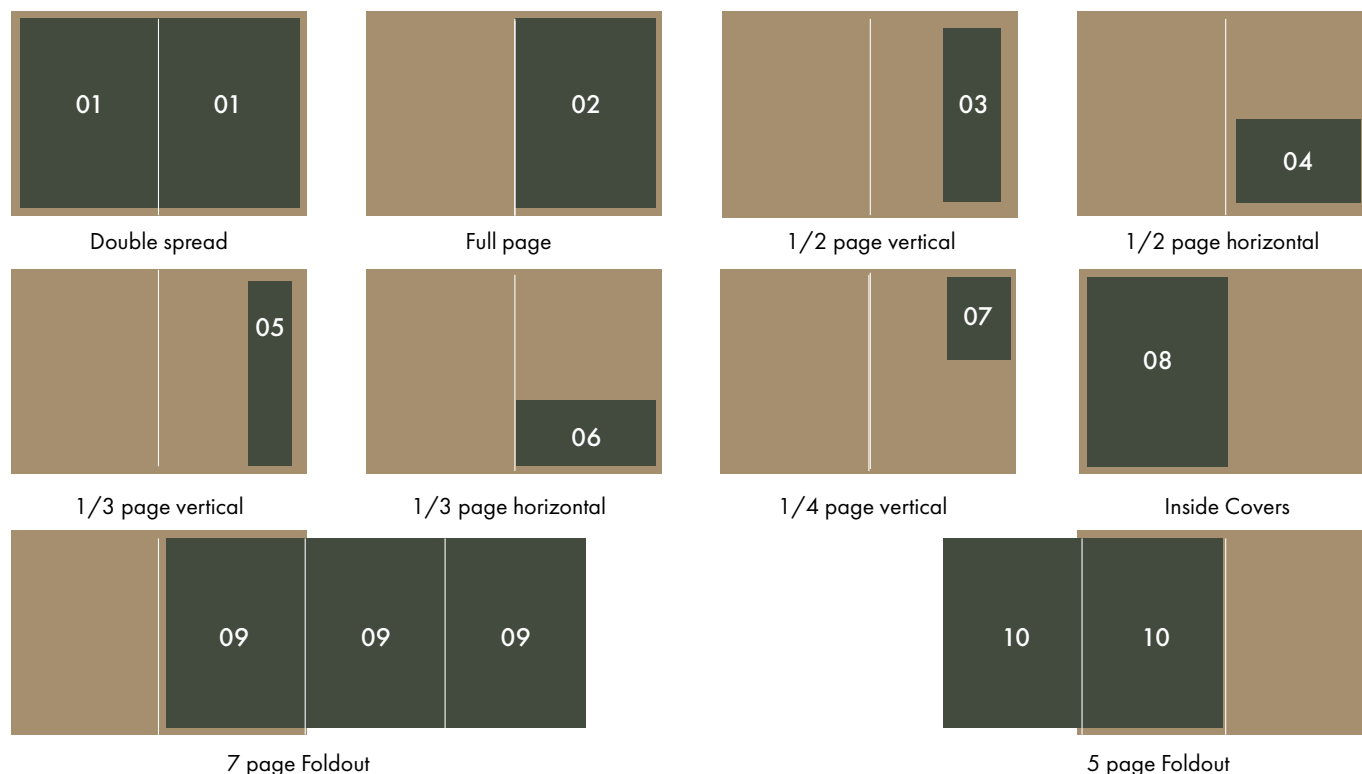 01 01
02
03
04
Double spread
Full page
1/2 page vertical
1/2 page horizontal
05
06
07
08
1/3 page vertical
1/3 page horizontal
1/4 page vertical
Inside Covers
09 09 09
10 10
7 page Foldout
5 page Foldout